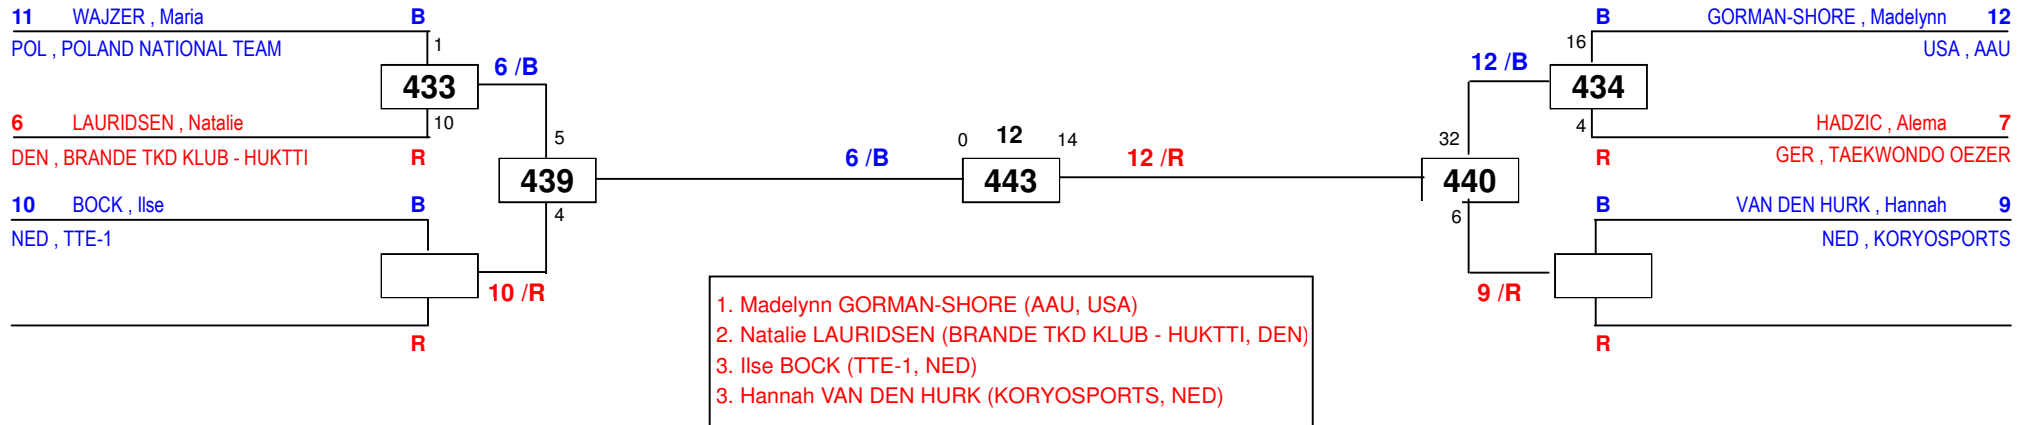 11 WAJZER , Maria B
POL , POLAND NATIONAL TEAM
1
433
6 /B
10
6 LAURIDSEN , Natalie
DEN , BRANDE TKD KLUB - HUKTTI R
5
439
4
10 BOCK , Ilse B
NED , TTE-1
10 /R
R
6 /B
0 12 14
443
12 /R
B GORMAN-SHORE , Madelynn 12
USA , AAU
16
12 /B
434
4
HADZIC , Alema 7
R GER , TAEKWONDO OEZER
32
440
6
B VAN DEN HURK , Hannah 9
NED , KORYOSPORTS
9 /R
R
1. Madelynn GORMAN-SHORE (AAU, USA)
2. Natalie LAURIDSEN (BRANDE TKD KLUB - HUKTTI, DEN)
3. Ilse BOCK (TTE-1, NED)
3. Hannah VAN DEN HURK (KORYOSPORTS, NED)